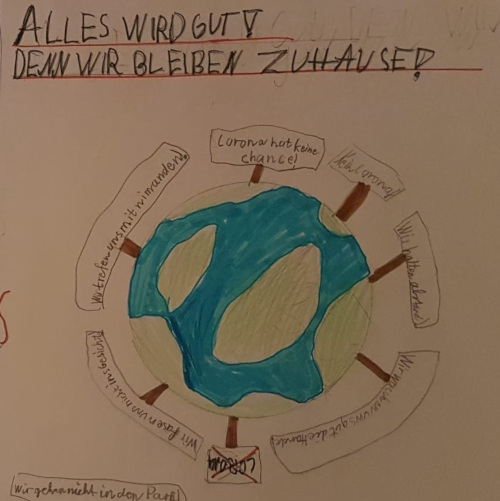 ALLES WIRD GUT!
DENN WIR BLEIBEN ZUHAUSE!
Corona hat keine
chance!
Kein Corona!
Wir halten abstand!
Wir waschen uns gut die Hände!
CORONA
Wir fasen uns nicht ins Gesicht
Wir trefen uns mit nimanden!
wir gehen nicht in den Park!